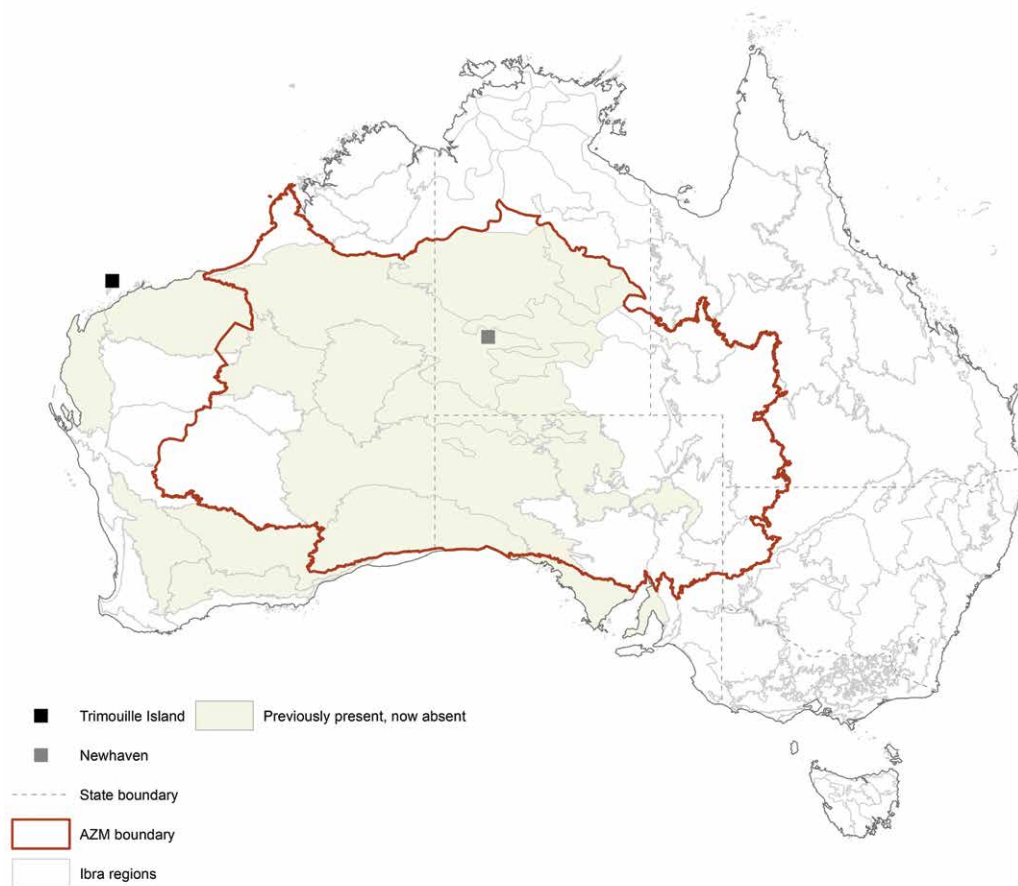 Trimouille Island
Previously present, now absent
Newhaven
State boundary
AZM boundary
Ibra regions